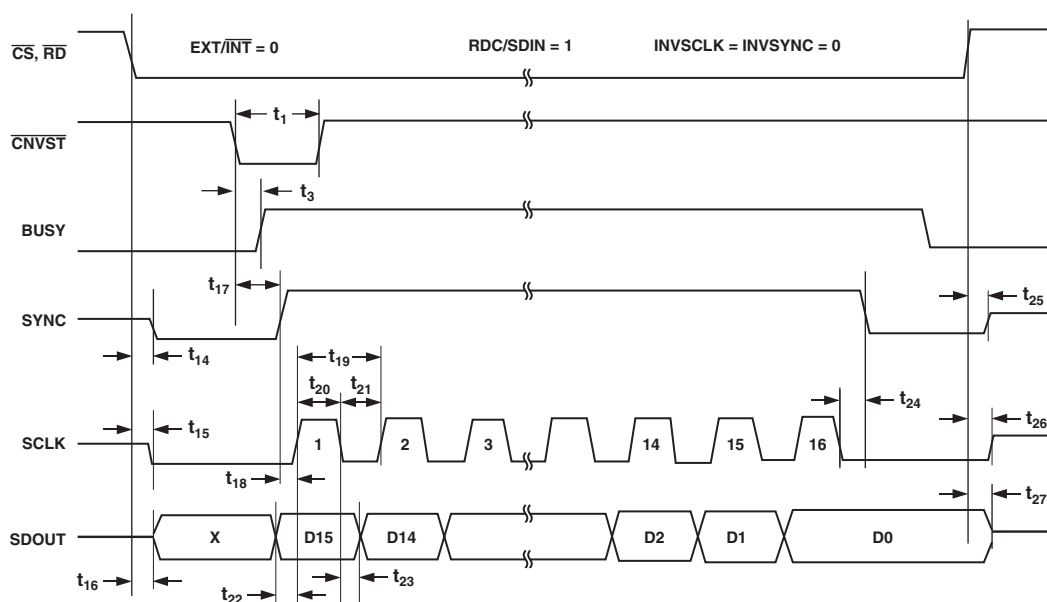 EXT/INT = 0 RDC/SDIN = 1 INVSCLK = INVSYNC = 0
CS, RD
t1
CNVST
t3
BUSY
t17
t25
SYNC
t14
t19
t20 t21
t24
t15
t26
SCLK
1 2 3 14 15 16
t18
t27
SDOUT
X D15 D14 D2 D1 D0
t16
t22
t23